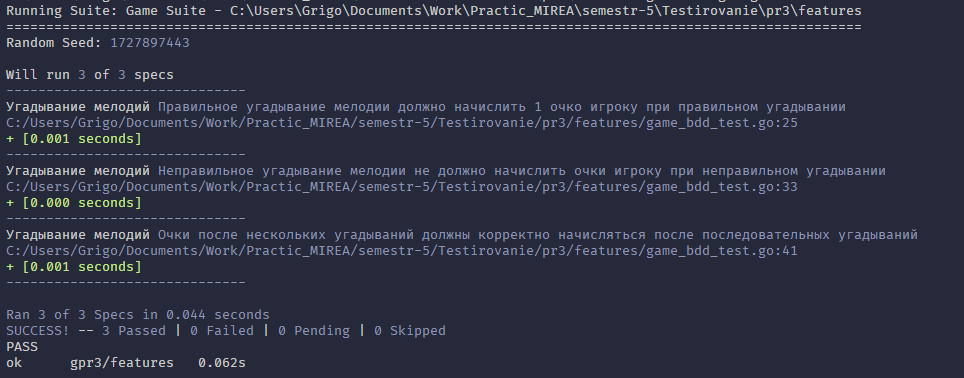 Running Suite: Game Suite - C:\Users\Grigo\Documents\Work\Practic_MIREA\semestr-5\Testirovanie\pr3\features
==========================================================================================================
Random Seed: 1727897443
Will run 3 of 3 specs
------------------------------
Угадывание мелодий Правильное угадывание мелодии должно начислить 1 очко игроку при правильном угадывании
C:/Users/Grigo/Documents/Work/Practic_MIREA/semestr-5/Testirovanie/pr3/features/game_bdd_test.go:25
+ [0.001 seconds]
------------------------------
Угадывание мелодий Неправильное угадывание мелодии не должно начислить очки игроку при неправильном угадывании
C:/Users/Grigo/Documents/Work/Practic_MIREA/semestr-5/Testirovanie/pr3/features/game_bdd_test.go:33
+ [0.000 seconds]
------------------------------
Угадывание мелодий Очки после нескольких угадываний должны корректно начисляться после последовательных угадываний
C:/Users/Grigo/Documents/Work/Practic_MIREA/semestr-5/Testirovanie/pr3/features/game_bdd_test.go:41
+ [0.001 seconds]
------------------------------
Ran 3 of 3 Specs in 0.044 seconds
SUCCESS! -- 3 Passed | 0 Failed | 0 Pending | 0 Skipped
PASS
ok      gpr3/features   0.062s